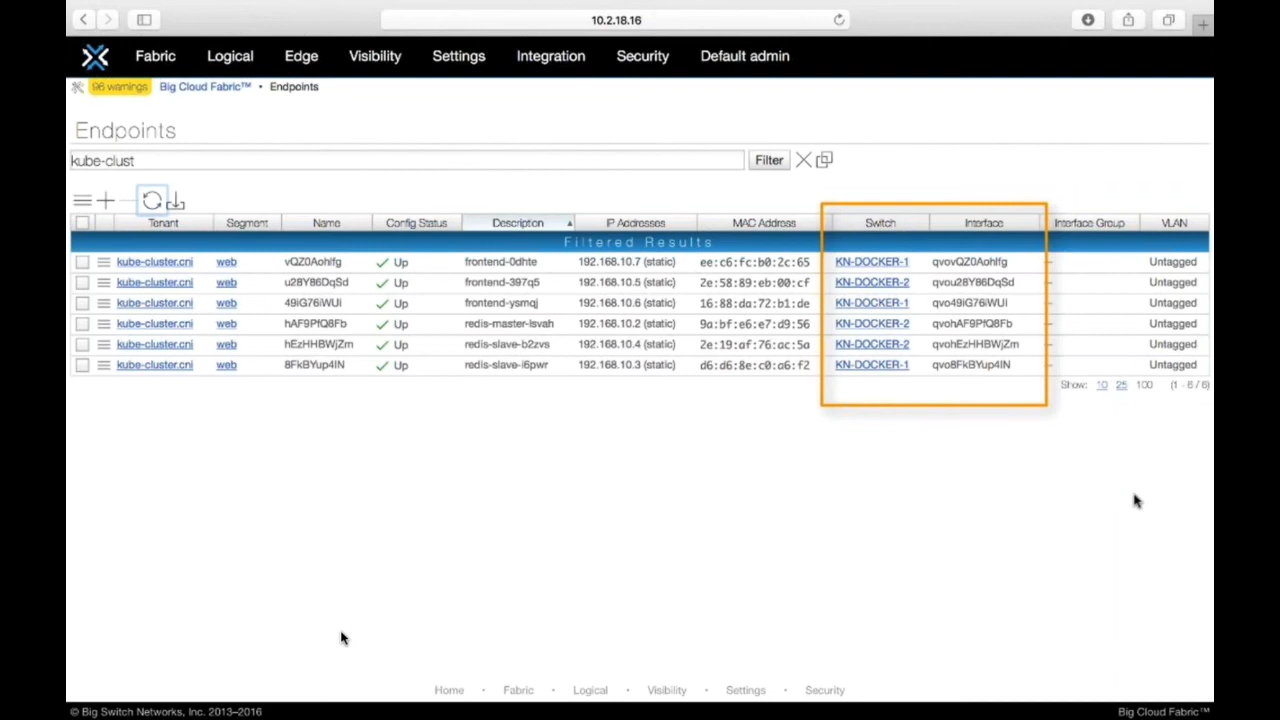 10.2.18.16
Fabric Logical Edge Visibility Settings Integration Security Default admin
96 warnings Big Cloud Fabric™ • Endpoints
Endpoints
kube-clust Filter
Tenant Segment Name Config Status Description IP Addresses MAC Address Switch Interface Interface Group VLAN
Filtered Results
kube-cluster.cni web vQZ0Aohlfg Up frontend-0dhte 192.168.10.7 (static) ee:c6:fc:b0:2c:65 KN-DOCKER-1 qvovQZ0Aohlfg – Untagged
kube-cluster.cni web u28Y86DqSd Up frontend-397q5 192.168.10.5 (static) 2e:58:89:eb:00:cf KN-DOCKER-2 qvou28Y86DqSd – Untagged
kube-cluster.cni web 49iG76iWUi Up frontend-ysmqj 192.168.10.6 (static) 16:88:da:72:b1:de KN-DOCKER-1 qvo49iG76iWUI – Untagged
kube-cluster.cni web hAF9PfQ8Fb Up redis-master-lsvah 192.168.10.2 (static) 9a:bf:e6:e7:d9:56 KN-DOCKER-2 qvohAF9PfQ8Fb – Untagged
kube-cluster.cni web hEzHHBWjZm Up redis-slave-b2zvs 192.168.10.4 (static) 2e:19:af:76:ac:5a KN-DOCKER-2 qvohEzHHBWjZm – Untagged
kube-cluster.cni web 8FkBYup4IN Up redis-slave-i6pwr 192.168.10.3 (static) d6:d6:8e:c0:a6:f2 KN-DOCKER-1 qvo8FkBYup4IN – Untagged
Show: 10 25 100 (1 - 6 / 6)
Home • Fabric • Logical • Visibility • Settings • Security
© Big Switch Networks, Inc. 2013–2016 Big Cloud Fabric™